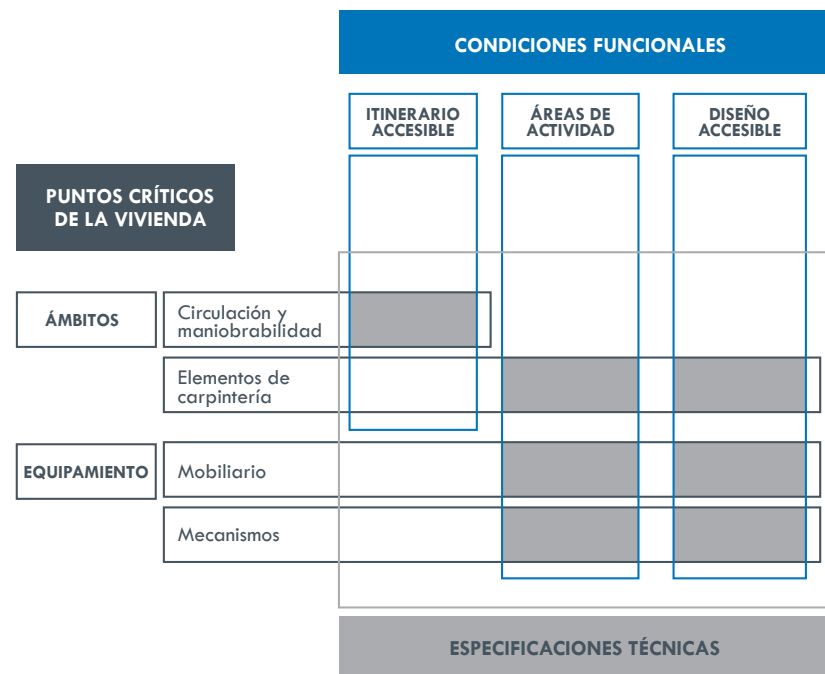 CONDICIONES FUNCIONALES
ITINERARIO
ACCESIBLE
ÁREAS DE
ACTIVIDAD
DISEÑO
ACCESIBLE
PUNTOS CRÍTICOS
DE LA VIVIENDA
ÁMBITOS
Circulación y
maniobrabilidad
Elementos de
carpintería
EQUIPAMIENTO
Mobiliario
Mecanismos
ESPECIFICACIONES TÉCNICAS